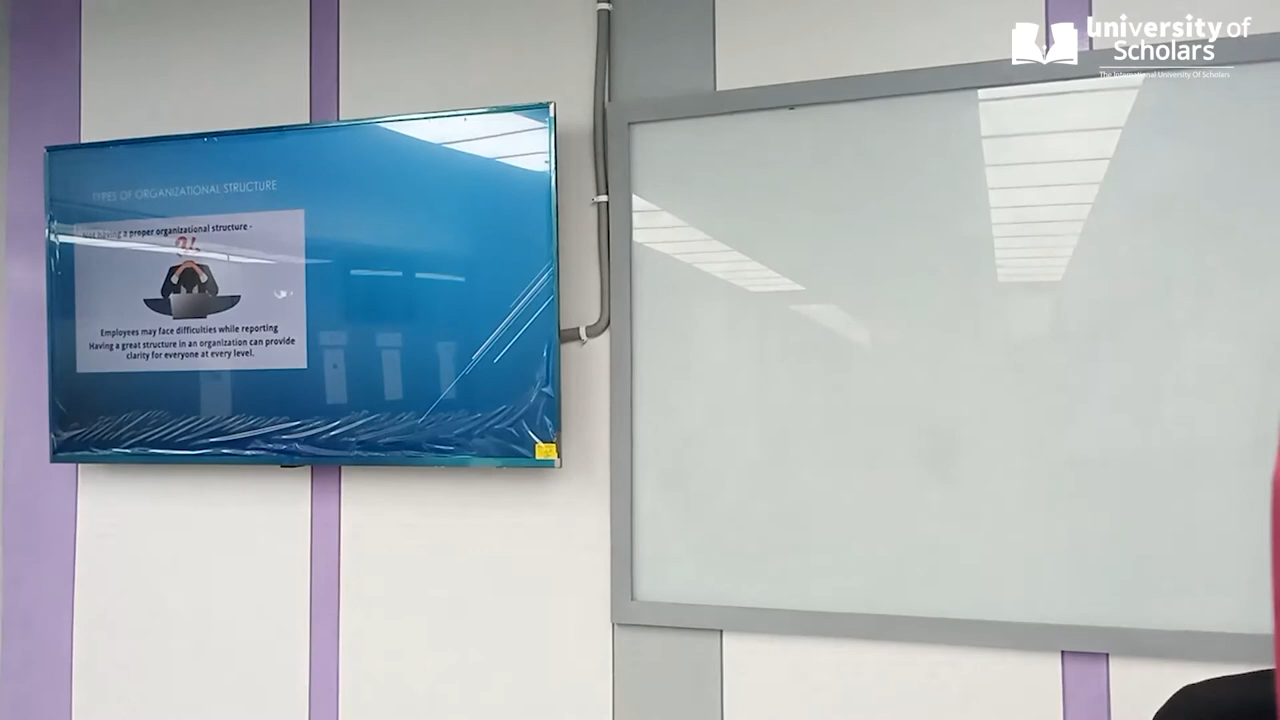 University of
Scholars
The International University Of Scholars
TYPES OF ORGANIZATIONAL STRUCTURE
Not having a proper organizational structure -
Employees may face difficulties while reporting
Having a great structure in an organization can provide
clarity for everyone at every level.